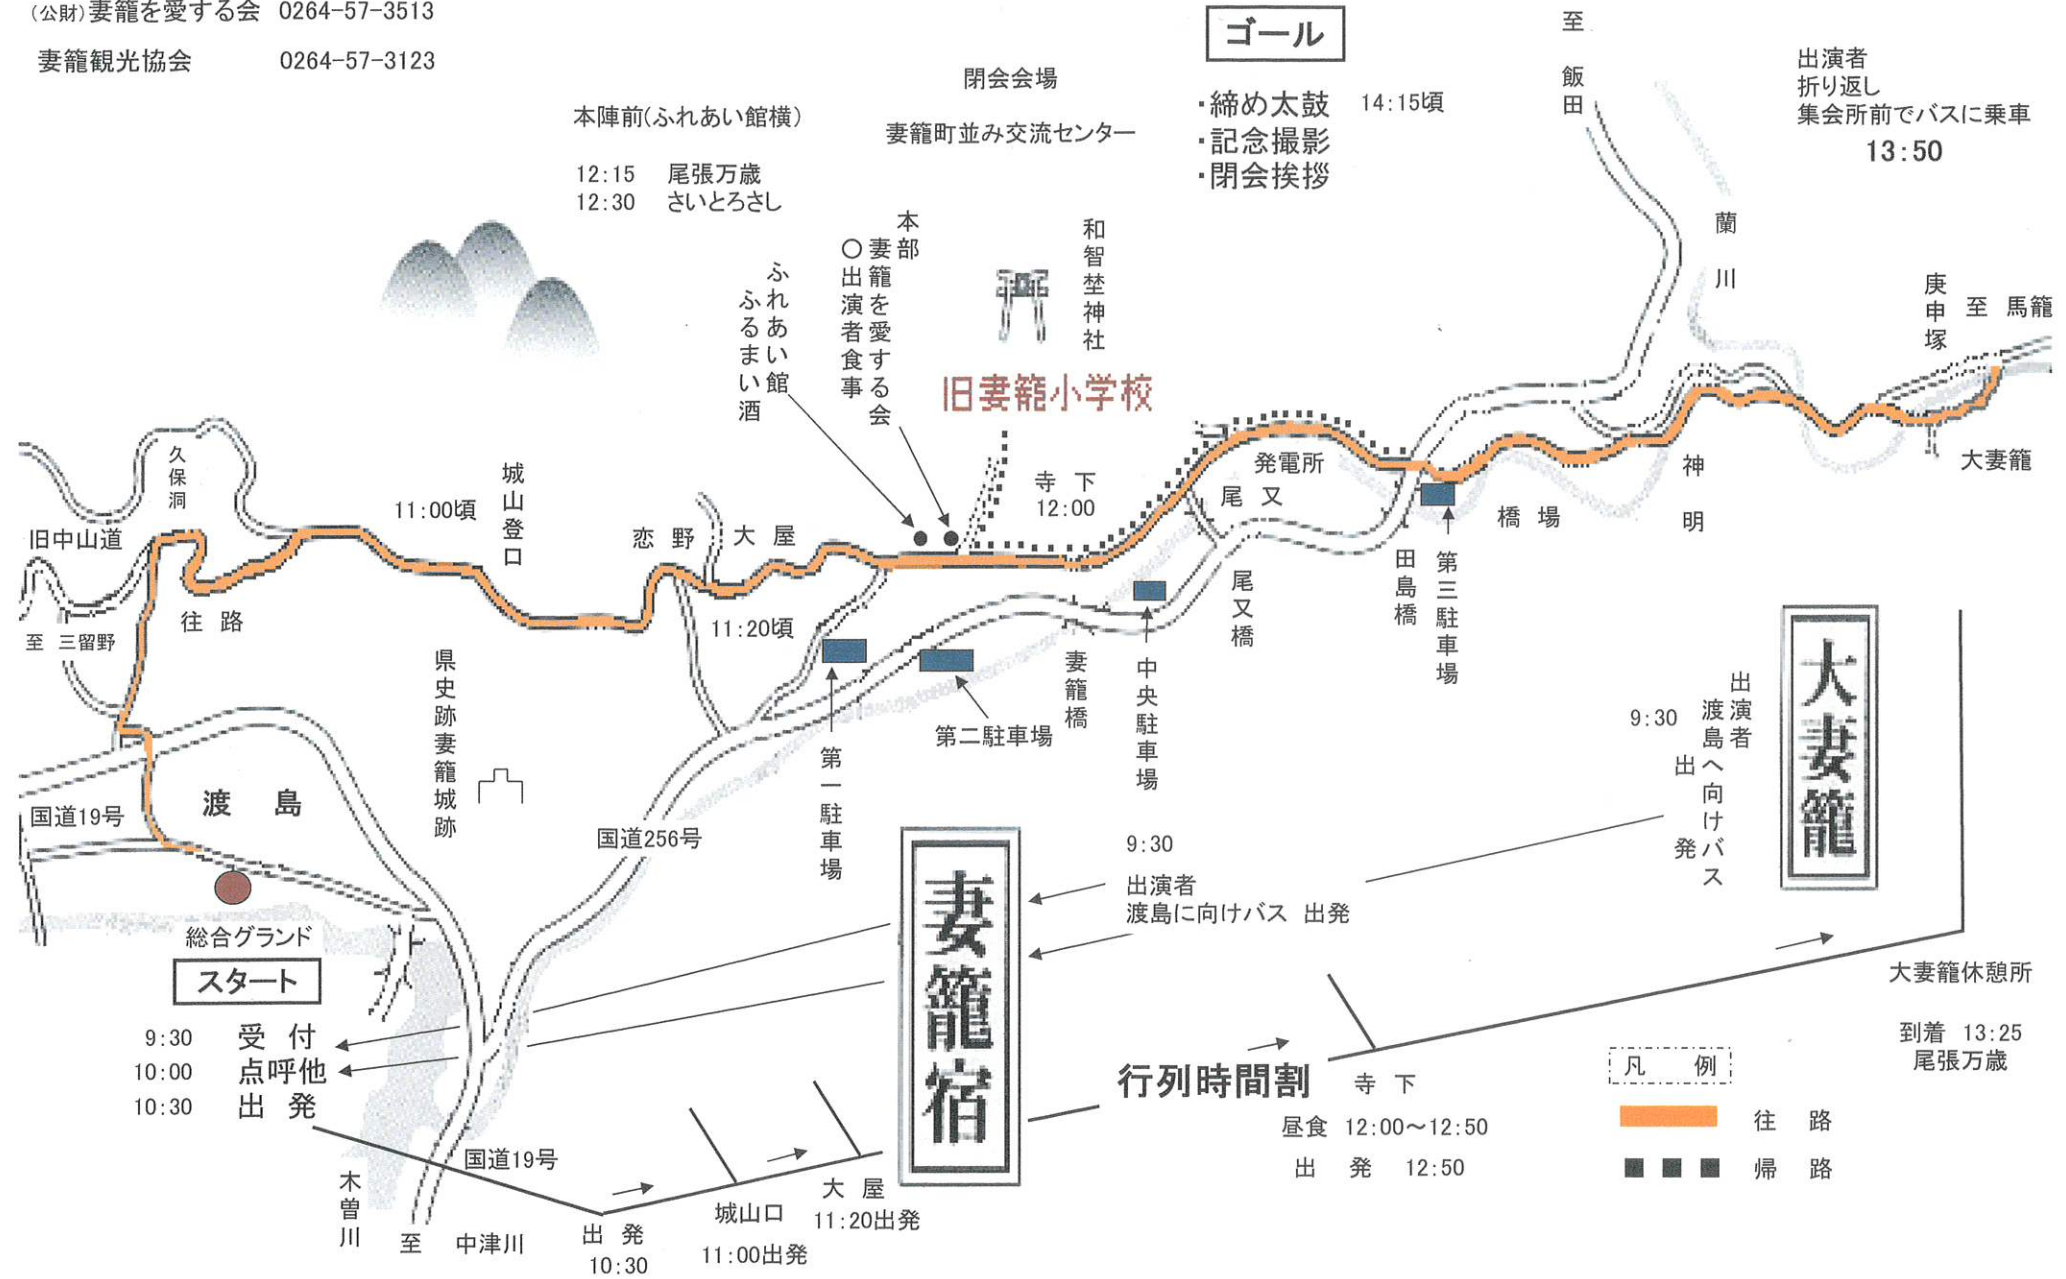 (公財)妻籠を愛する会 0264-57-3513
妻籠観光協会 0264-57-3123
本陣前(ふれあい館横)
12:15 尾張万歳
12:30 さいとろさし
閉会会場
妻籠町並み交流センター
ゴール
・締め太鼓 14:15頃
・記念撮影
・閉会挨拶
至 飯田
出演者
折り返し
集会所前でバスに乗車
13:50
蘭川
庚申塚
至 馬籠
大妻籠
本部
妻籠を愛する会
〇出演者食事
ふれあい館
ふるまい酒
和智埜神社
旧妻籠小学校
久保洞
旧中山道
至 三留野
往 路
11:00頃
城山登口
恋 野
大 屋
11:20頃
寺 下
12:00
発電所
尾 又
尾又橋
田島橋
第三駐車場
橋 場
神明
妻籠橋
中央駐車場
第二駐車場
第一駐車場
県史跡妻籠城跡
国道19号
渡 島
国道256号
総合グランド
スタート
9:30 受 付
10:00 点呼他
10:30 出 発
木曽川
国道19号
至 中津川
妻籠宿
9:30
出演者
渡島に向けバス 出発
9:30
出演者
渡島へ向けバス
出 発
大妻籠
大妻籠休憩所
到着 13:25
尾張万歳
行列時間割
出 発
10:30
城山口
11:00出発
大 屋
11:20出発
寺 下
昼食 12:00~12:50
出 発 12:50
凡 例
往 路
帰 路